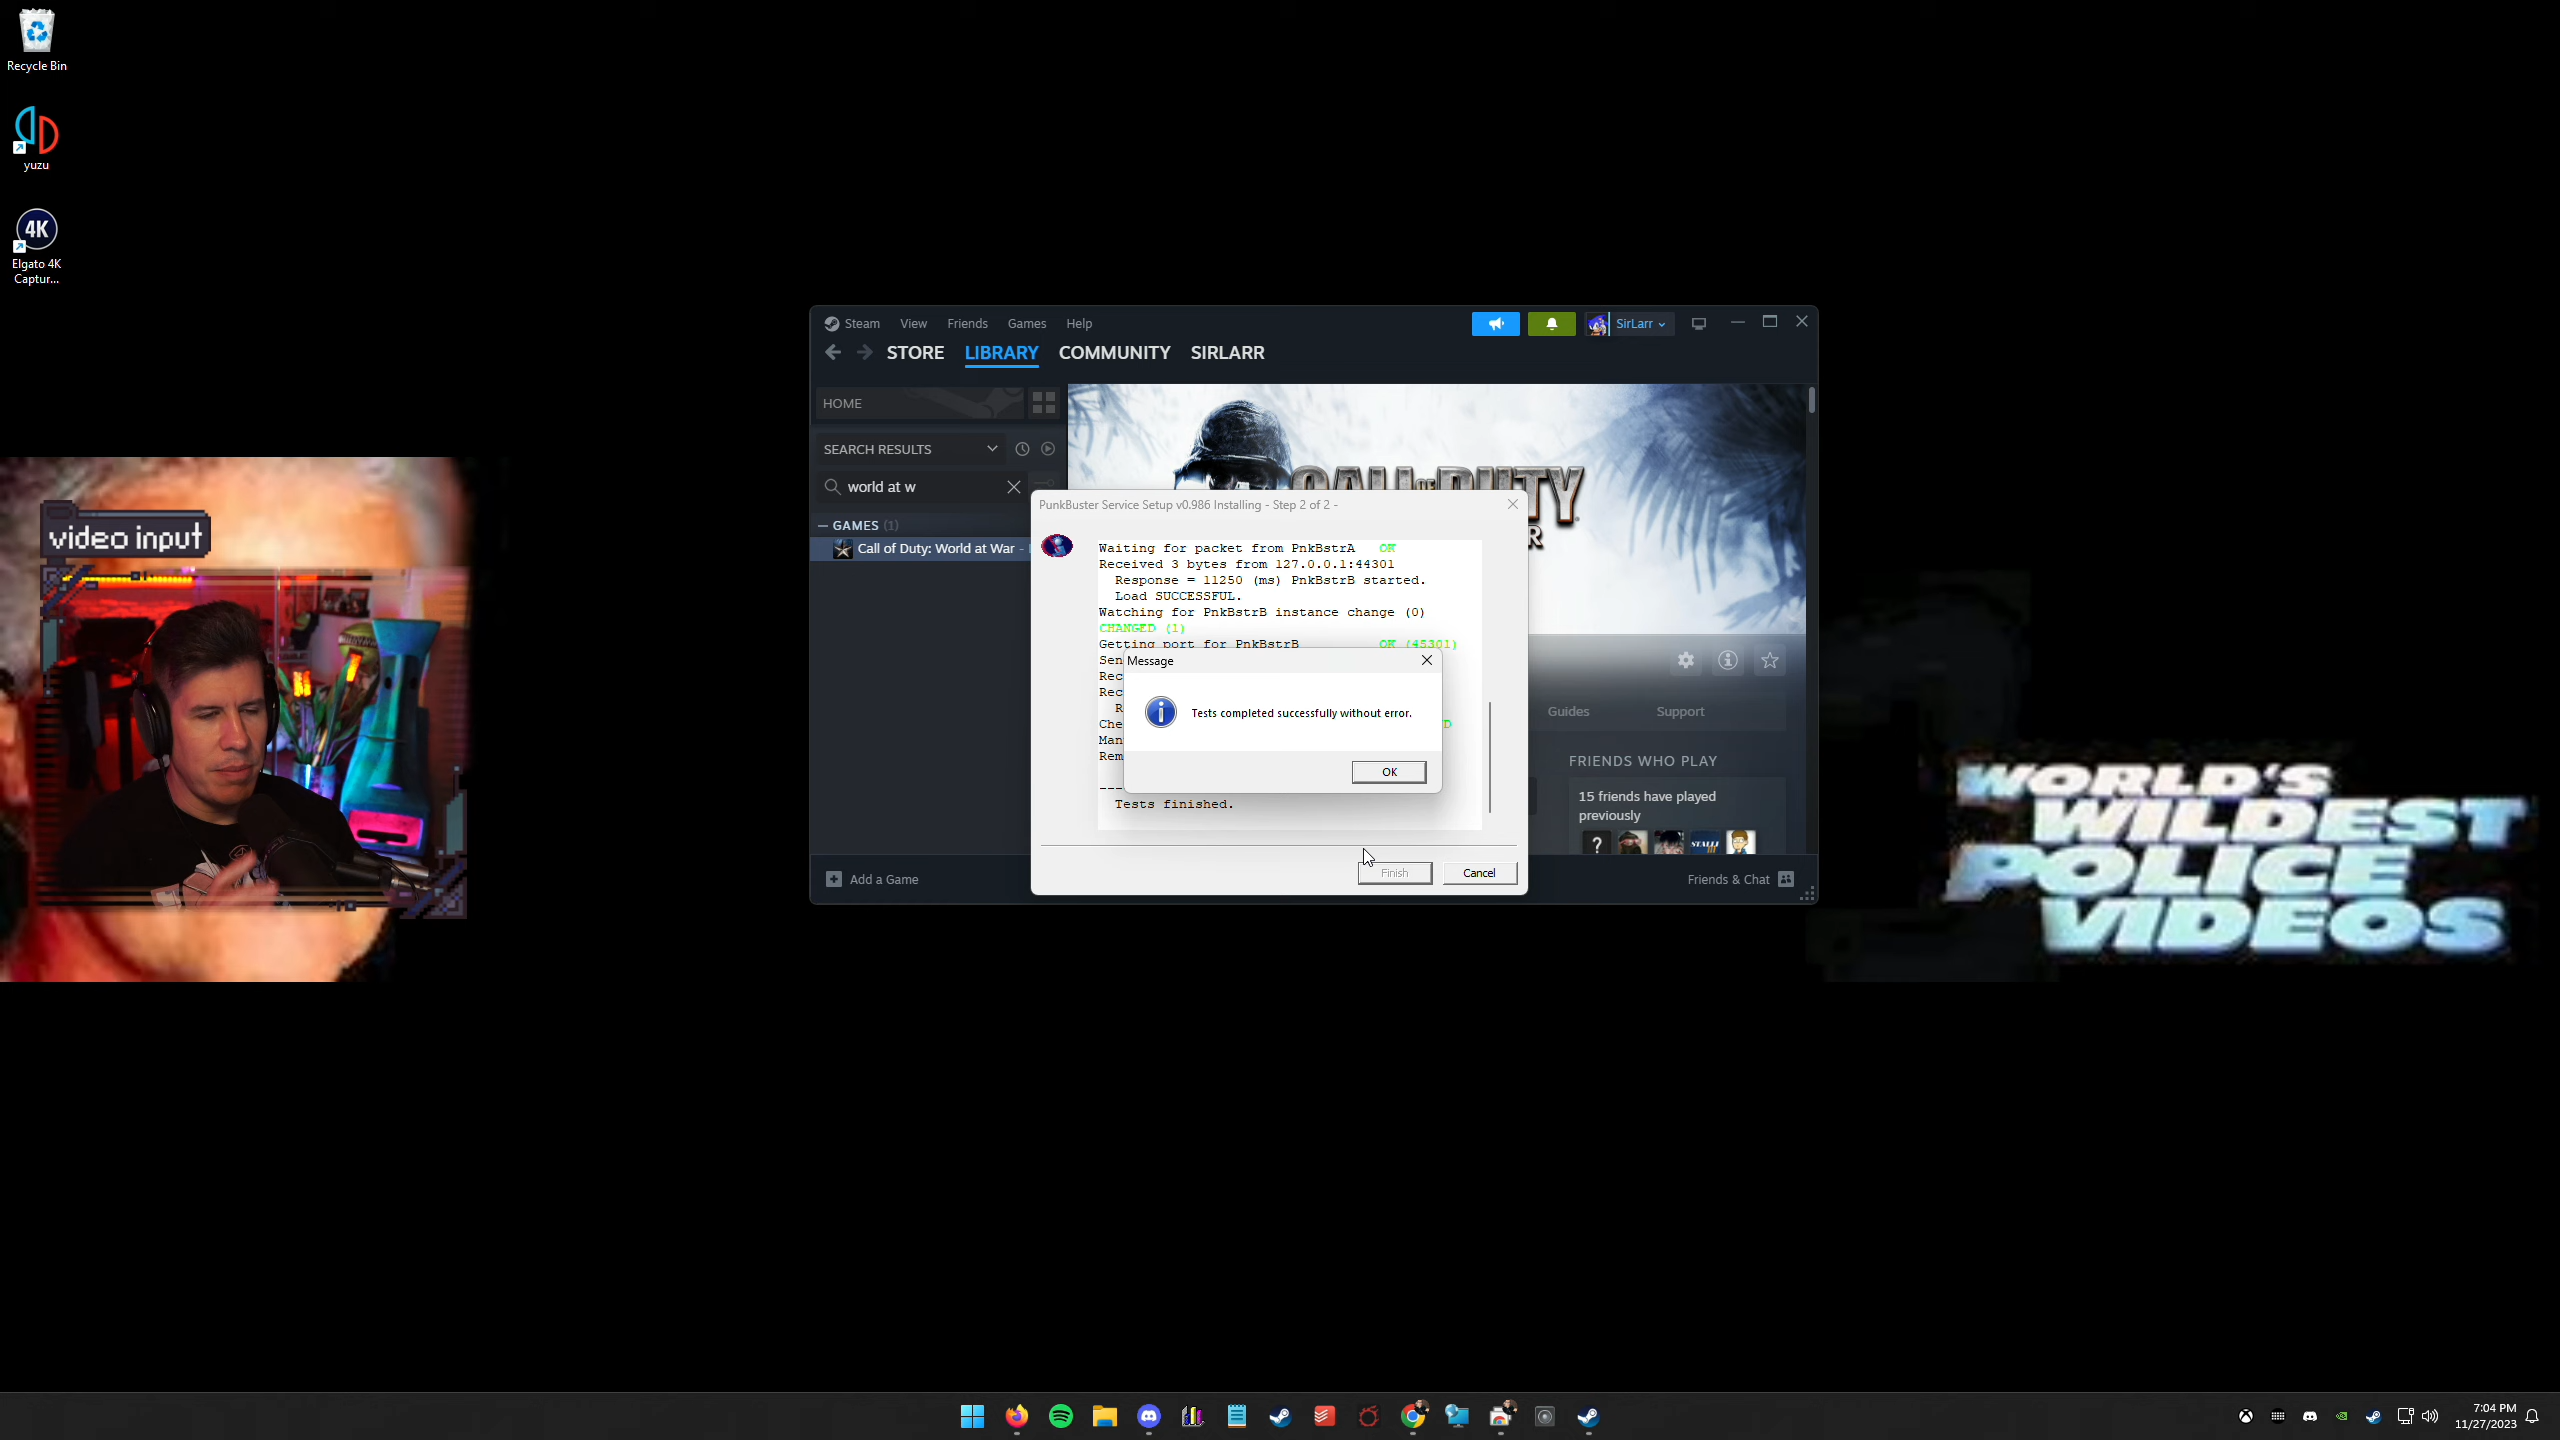 Recycle Bin
yuzu
4K
Elgato 4K
Captur...
video input
Steam
View
Friends
Games
Help
SirLarr
STORE
LIBRARY
COMMUNITY
SIRLARR
HOME
SEARCH RESULTS
world at w
GAMES (1)
Call of Duty: World at War -
CALL OF DUTY
PunkBuster Service Setup v0.986 Installing - Step 2 of 2 -
Waiting for packet from PnkBstrA OK
Received 3 bytes from 127.0.0.1:44301
Response = 11250 (ms) PnkBstrB started.
Load SUCCESSFUL.
Watching for PnkBstrB instance change (0)
CHANGED (1)
Getting port for PnkBstrB OK (45301)
Message
Tests completed successfully without error.
OK
Tests finished.
Finish
Cancel
Guides
Support
FRIENDS WHO PLAY
15 friends have played
previously
?
Add a Game
Friends & Chat
WORLD'S
WILDEST
POLICE
VIDEOS
7:04 PM
11/27/2023